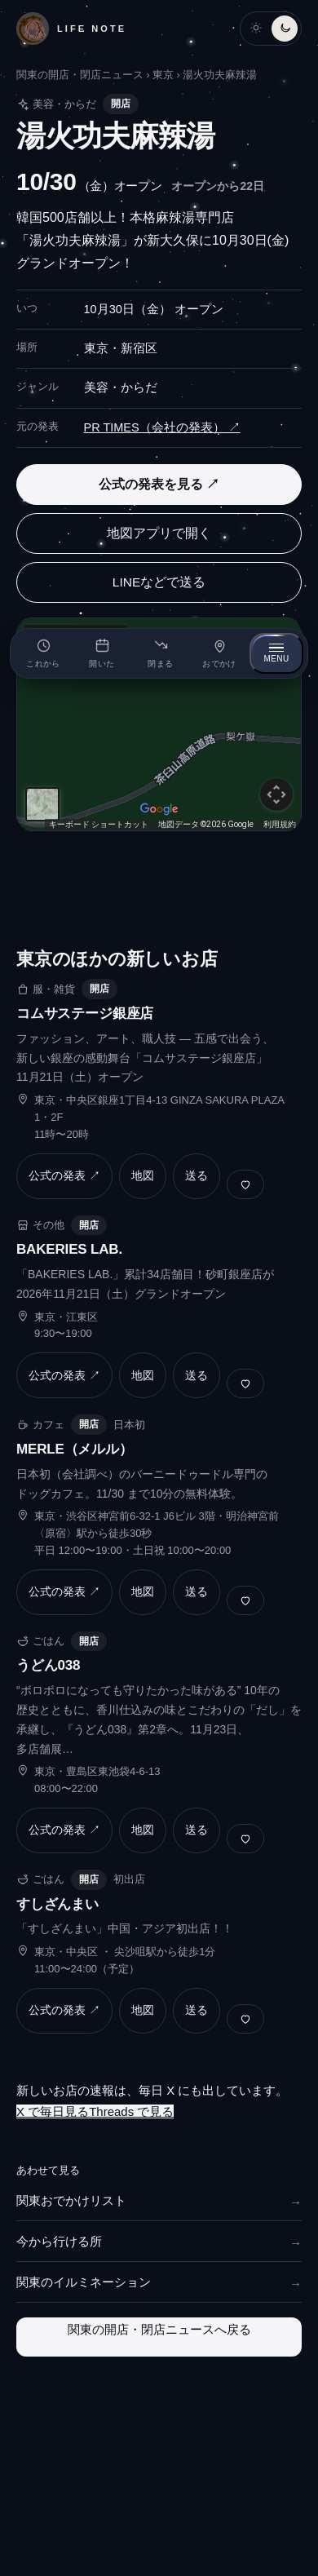 LIFE NOTE
関東の開店・閉店ニュース › 東京 › 湯火功夫麻辣湯
美容・からだ 開店
湯火功夫麻辣湯
10/30（金）オープン オープンから22日
韓国500店舗以上！本格麻辣湯専門店
「湯火功夫麻辣湯」が新大久保に10月30日(金)
グランドオープン！
いつ 10月30日（金） オープン
場所 東京・新宿区
ジャンル 美容・からだ
元の発表 PR TIMES（会社の発表） ↗
公式の発表を見る ↗
地図アプリで開く
LINEなどで送る
これから 開いた 閉まる おでかけ MENU
茶臼山高原道路 梨ケ嶽
Google
キーボード ショートカット 地図データ ©2026 Google 利用規約
東京のほかの新しいお店
服・雑貨 開店
コムサステージ銀座店
ファッション、アート、職人技 — 五感で出会う、
新しい銀座の感動舞台「コムサステージ銀座店」
11月21日（土）オープン
東京・中央区銀座1丁目4-13 GINZA SAKURA PLAZA
1・2F
11時〜20時
公式の発表 ↗ 地図 送る
その他 開店
BAKERIES LAB.
「BAKERIES LAB.」累計34店舗目！砂町銀座店が
2026年11月21日（土）グランドオープン
東京・江東区
9:30〜19:00
公式の発表 ↗ 地図 送る
カフェ 開店 日本初
MERLE（メルル）
日本初（会社調べ）のバーニードゥードル専門の
ドッグカフェ。11/30 まで10分の無料体験。
東京・渋谷区神宮前6-32-1 J6ビル 3階・明治神宮前
〈原宿〉駅から徒歩30秒
平日 12:00〜19:00・土日祝 10:00〜20:00
公式の発表 ↗ 地図 送る
ごはん 開店
うどん038
“ボロボロになっても守りたかった味がある” 10年の
歴史とともに、香川仕込みの味とこだわりの「だし」を
承継し、『うどん038』第2章へ。11月23日、
多店舗展…
東京・豊島区東池袋4-6-13
08:00〜22:00
公式の発表 ↗ 地図 送る
ごはん 開店 初出店
すしざんまい
「すしざんまい」中国・アジア初出店！！
東京・中央区 ・ 尖沙咀駅から徒歩1分
11:00〜24:00（予定）
公式の発表 ↗ 地図 送る
新しいお店の速報は、毎日 X にも出しています。
X で毎日見るThreads で見る
あわせて見る
関東おでかけリスト →
今から行ける所 →
関東のイルミネーション →
関東の開店・閉店ニュースへ戻る